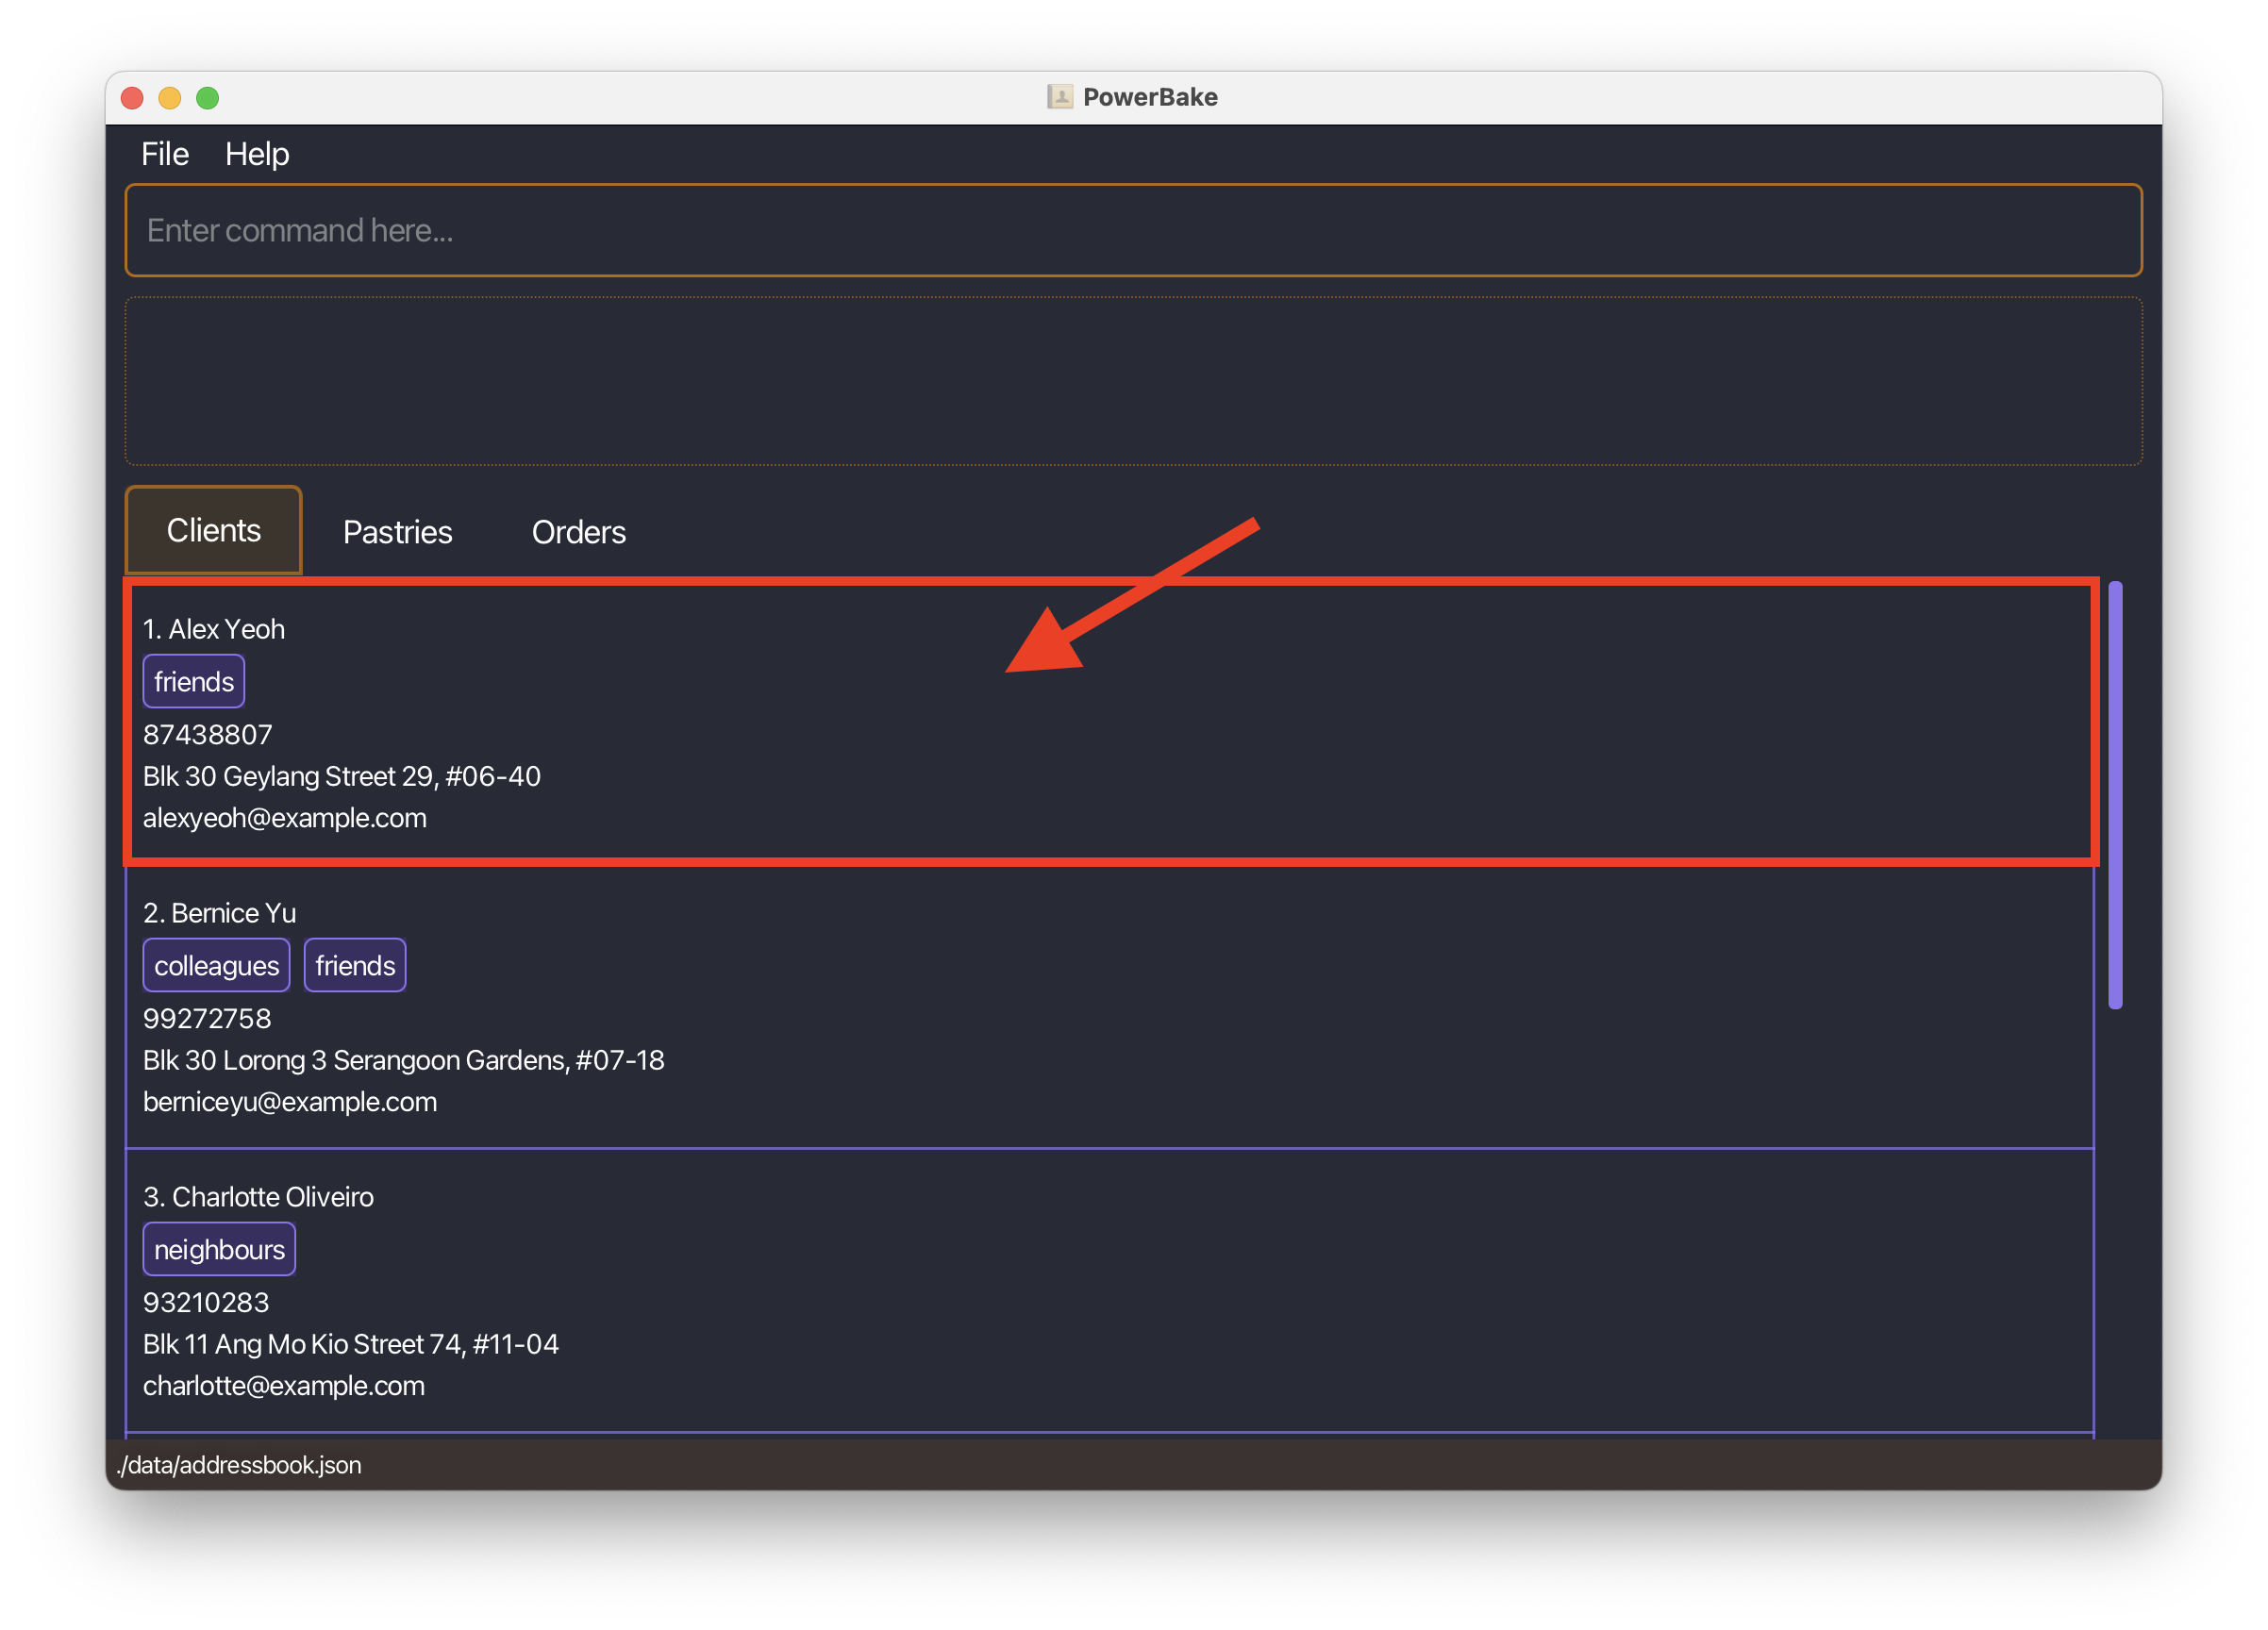 PowerBake
File Help
Enter command here...
Clients Pastries Orders
1. Alex Yeoh
friends
87438807
Blk 30 Geylang Street 29, #06-40
alexyeoh@example.com
2. Bernice Yu
colleagues friends
99272758
Blk 30 Lorong 3 Serangoon Gardens, #07-18
berniceyu@example.com
3. Charlotte Oliveiro
neighbours
93210283
Blk 11 Ang Mo Kio Street 74, #11-04
charlotte@example.com
./data/addressbook.json